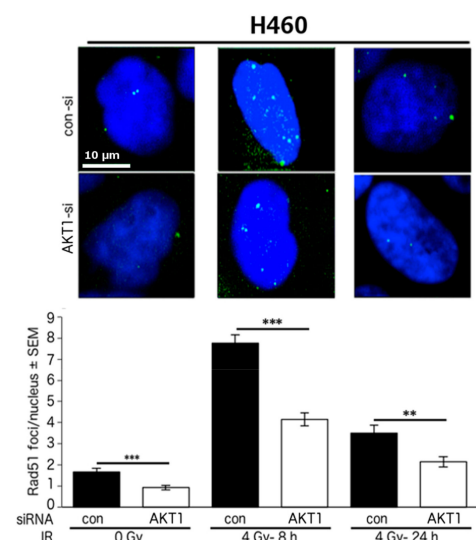 H460
con-si
10 µm
AKT1-si
Rad51 foci/nucleus ± SEM
9
8
7
6
5
4
3
2
1
0
***
***
**
siRNA con AKT1 con AKT1 con AKT1
IR 0 Gy 4 Gy- 8 h 4 Gy- 24 h